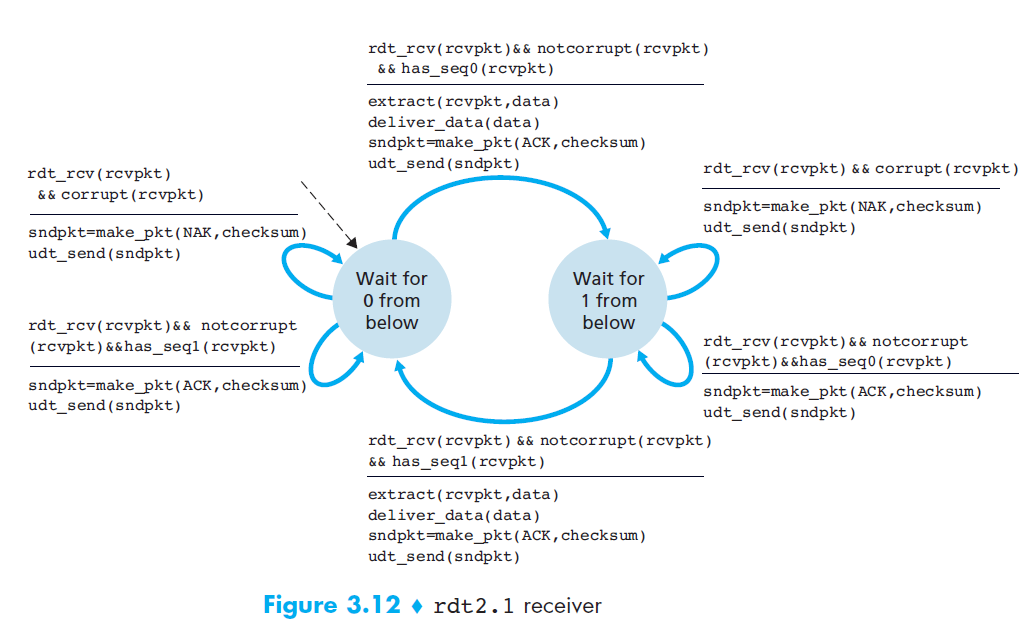 rdt_rcv(rcvpkt)&& notcorrupt(rcvpkt)
&& has_seq0(rcvpkt)
extract(rcvpkt,data)
deliver_data(data)
sndpkt=make_pkt(ACK,checksum)
udt_send(sndpkt)
rdt_rcv(rcvpkt)
&& corrupt(rcvpkt)
sndpkt=make_pkt(NAK,checksum)
udt_send(sndpkt)
rdt_rcv(rcvpkt) && corrupt(rcvpkt)
sndpkt=make_pkt(NAK,checksum)
udt_send(sndpkt)
Wait for
0 from
below
Wait for
1 from
below
rdt_rcv(rcvpkt)&& notcorrupt
(rcvpkt)&&has_seq1(rcvpkt)
sndpkt=make_pkt(ACK,checksum)
udt_send(sndpkt)
rdt_rcv(rcvpkt)&& notcorrupt
(rcvpkt)&&has_seq0(rcvpkt)
sndpkt=make_pkt(ACK,checksum)
udt_send(sndpkt)
rdt_rcv(rcvpkt) && notcorrupt(rcvpkt)
&& has_seq1(rcvpkt)
extract(rcvpkt,data)
deliver_data(data)
sndpkt=make_pkt(ACK,checksum)
udt_send(sndpkt)
Figure 3.12 ♦ rdt2.1 receiver